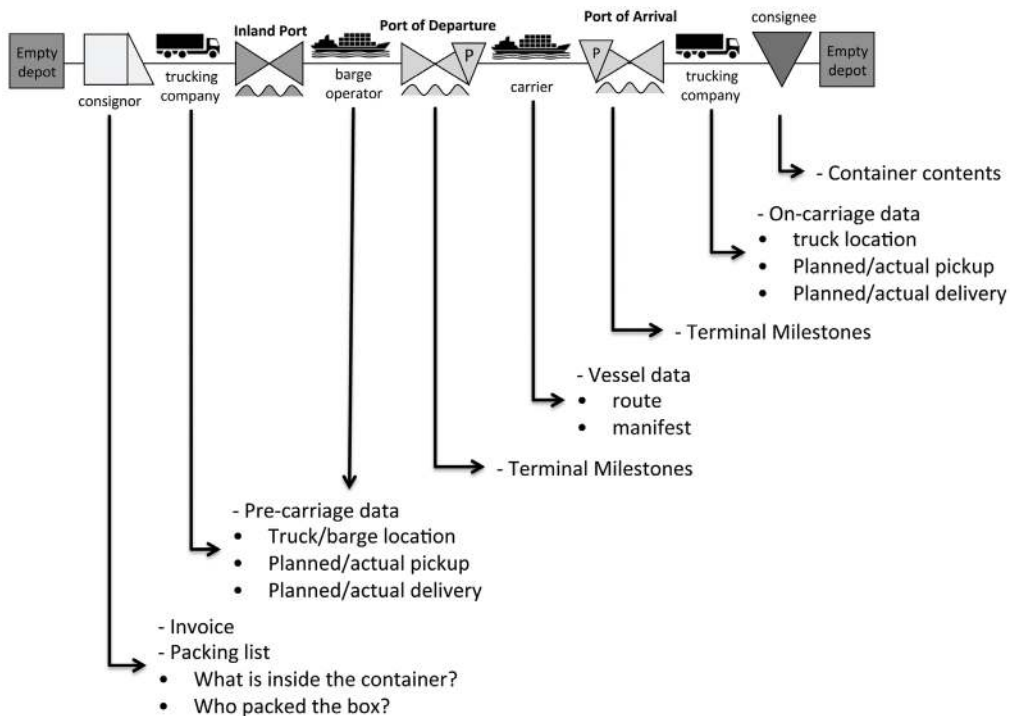 Empty
depot
consignor
trucking
company
Inland Port
barge
operator
Port of Departure
P
carrier
Port of Arrival
P
trucking
company
consignee
Empty
depot
- Container contents
- On-carriage data
• truck location
• Planned/actual pickup
• Planned/actual delivery
- Terminal Milestones
- Vessel data
• route
• manifest
- Terminal Milestones
- Pre-carriage data
• Truck/barge location
• Planned/actual pickup
• Planned/actual delivery
- Invoice
- Packing list
• What is inside the container?
• Who packed the box?